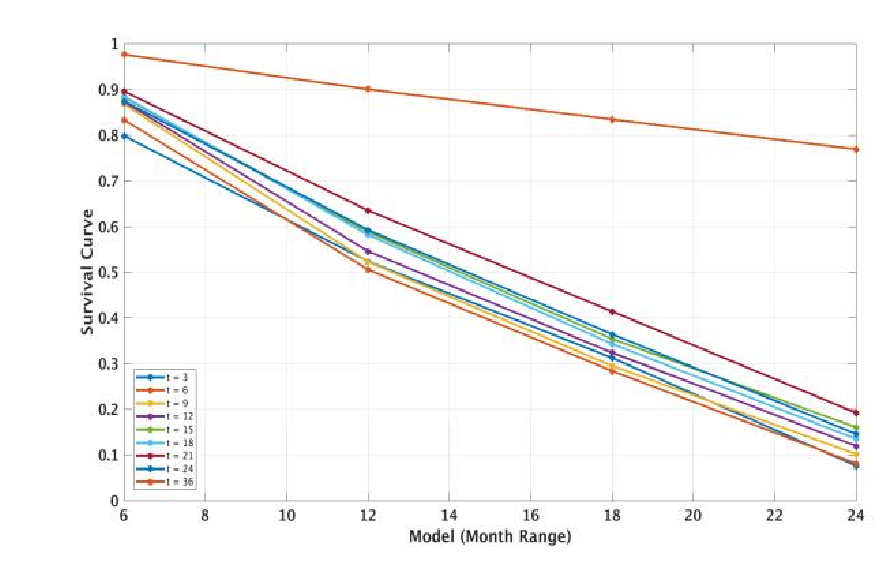 1
0.9
0.8
0.7
0.6
0.5
0.4
0.3
0.2
0.1
0
Survival Curve
t = 3
t = 6
t = 9
t = 12
t = 15
t = 18
t = 21
t = 24
t = 36
6 8 10 12 14 16 18 20 22 24
Model (Month Range)